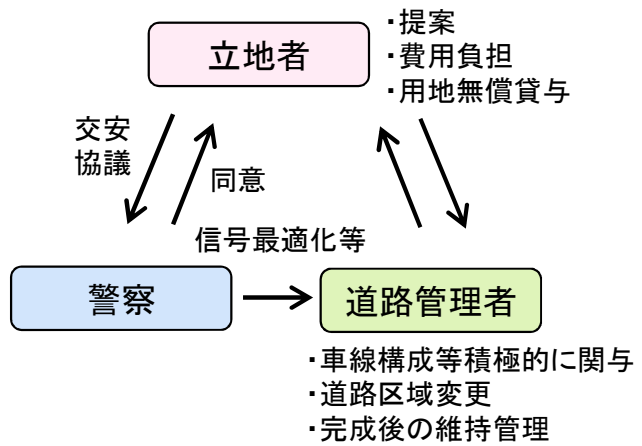 立地者
・提案
・費用負担
・用地無償貸与
交安
協議
同意
信号最適化等
警察
道路管理者
・車線構成等積極的に関与
・道路区域変更
・完成後の維持管理